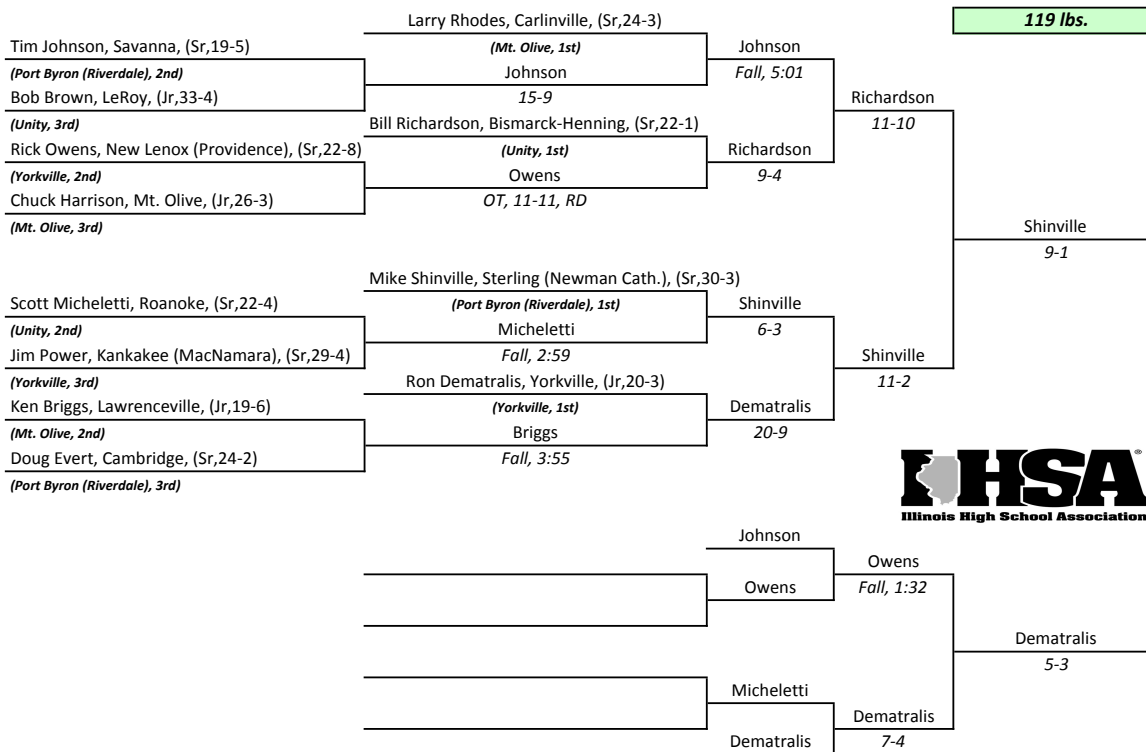 Larry Rhodes, Carlinville, (Sr,24-3)
119 lbs.
Tim Johnson, Savanna, (Sr,19-5)
(Mt. Olive, 1st)
Johnson
(Port Byron (Riverdale), 2nd)
Johnson
Fall, 5:01
Bob Brown, LeRoy, (Jr,33-4)
15-9
Richardson
(Unity, 3rd)
Bill Richardson, Bismarck-Henning, (Sr,22-1)
11-10
Rick Owens, New Lenox (Providence), (Sr,22-8)
(Unity, 1st)
Richardson
(Yorkville, 2nd)
Owens
9-4
Chuck Harrison, Mt. Olive, (Jr,26-3)
OT, 11-11, RD
(Mt. Olive, 3rd)
Shinville
9-1
Mike Shinville, Sterling (Newman Cath.), (Sr,30-3)
Scott Micheletti, Roanoke, (Sr,22-4)
(Port Byron (Riverdale), 1st)
Shinville
(Unity, 2nd)
Micheletti
6-3
Jim Power, Kankakee (MacNamara), (Sr,29-4)
Fall, 2:59
Shinville
(Yorkville, 3rd)
Ron Dematralis, Yorkville, (Jr,20-3)
11-2
Ken Briggs, Lawrenceville, (Jr,19-6)
(Yorkville, 1st)
Dematralis
(Mt. Olive, 2nd)
Briggs
20-9
Doug Evert, Cambridge, (Sr,24-2)
Fall, 3:55
(Port Byron (Riverdale), 3rd)
IHSA®
Illinois High School Association
Johnson
Owens
Owens
Fall, 1:32
Dematralis
5-3
Micheletti
Dematralis
Dematralis
7-4